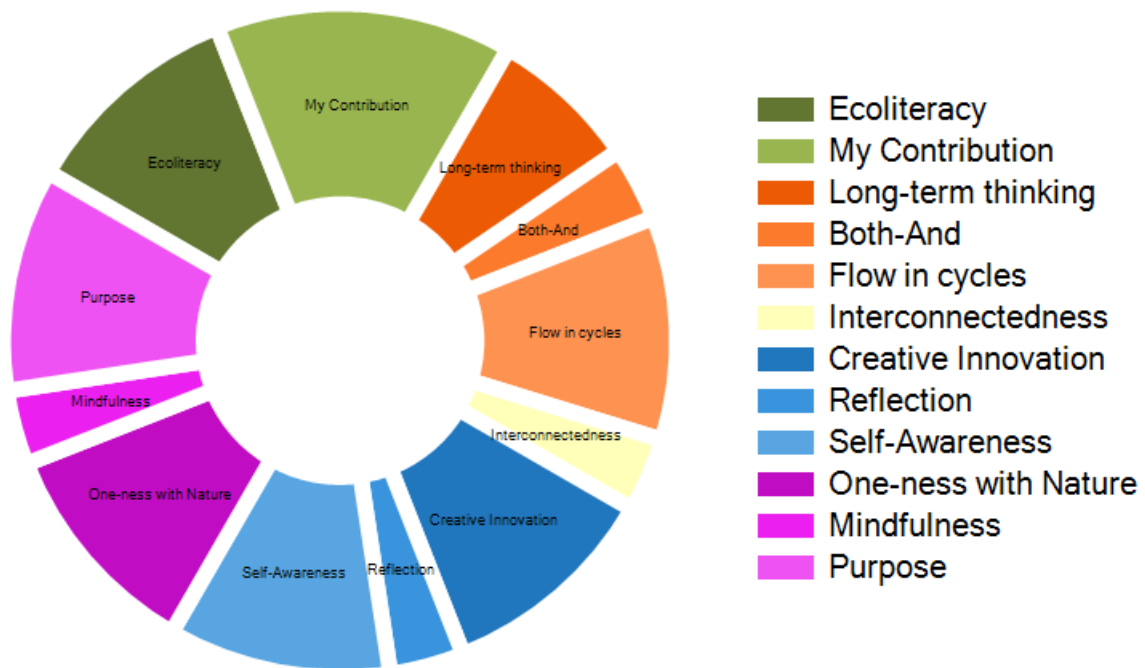 My Contribution
Ecoliteracy
Long-term thinking
Both-And
Purpose
Flow in cycles
Mindfulness
Interconnectedness
One-ness with Nature
Creative Innovation
Self-Awareness
Reflection
Ecoliteracy
My Contribution
Long-term thinking
Both-And
Flow in cycles
Interconnectedness
Creative Innovation
Reflection
Self-Awareness
One-ness with Nature
Mindfulness
Purpose